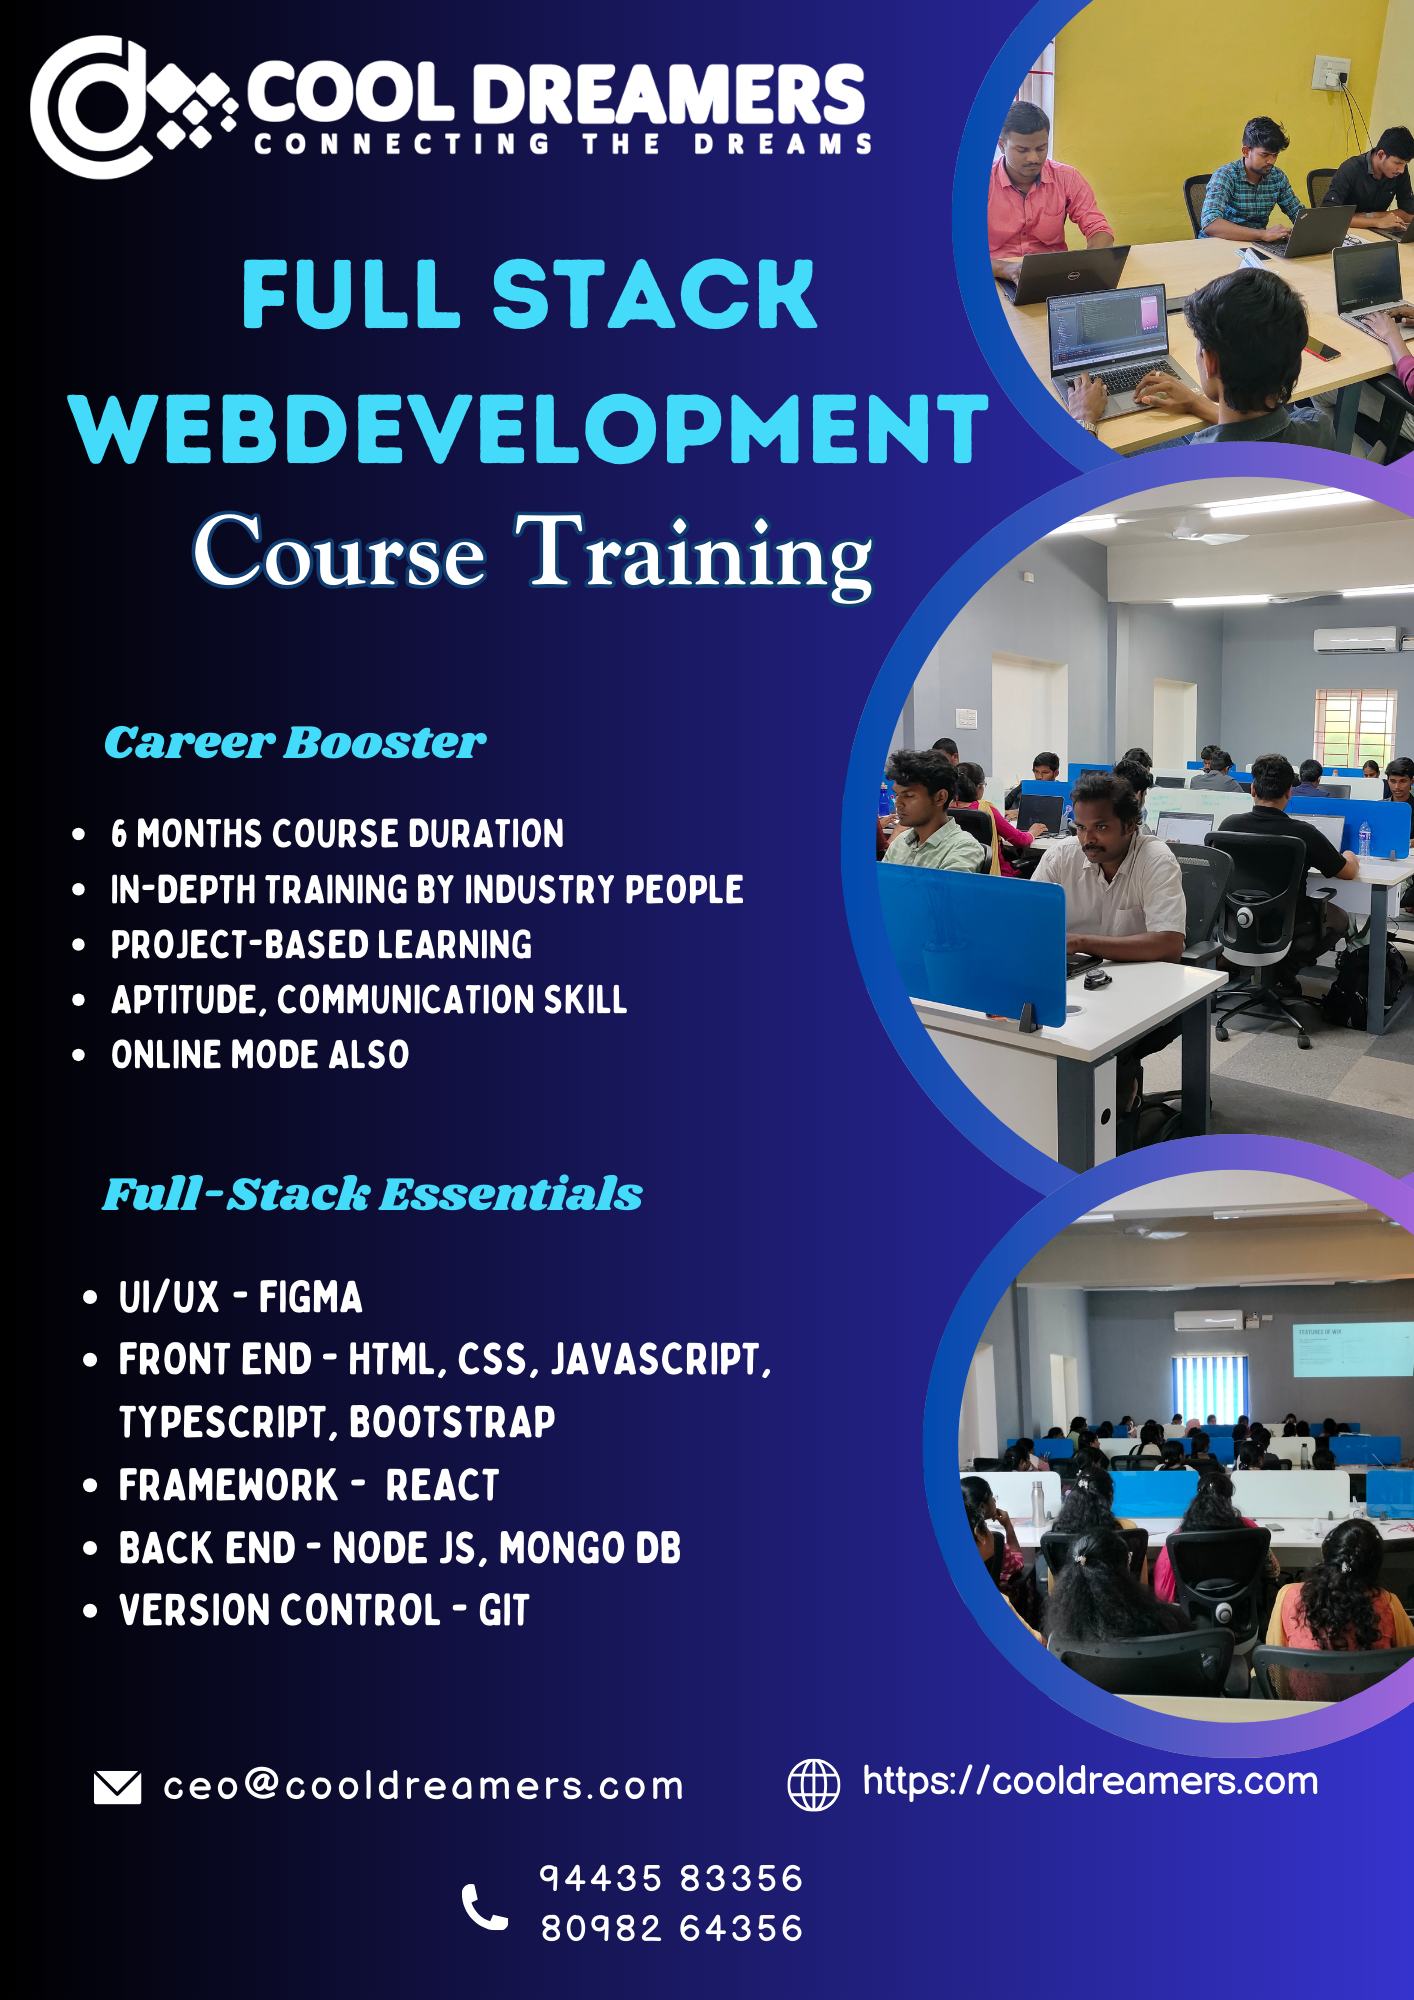 COOL DREAMERS
CONNECTING THE DREAMS
FULL STACK
WEBDEVELOPMENT
Course Training
Career Booster
• 6 MONTHS COURSE DURATION
• IN-DEPTH TRAINING BY INDUSTRY PEOPLE
• PROJECT-BASED LEARNING
• APTITUDE, COMMUNICATION SKILL
• ONLINE MODE ALSO
Full-Stack Essentials
• UI/UX - FIGMA
• FRONT END - HTML, CSS, JAVASCRIPT,
TYPESCRIPT, BOOTSTRAP
• FRAMEWORK - REACT
• BACK END - NODE JS, MONGO DB
• VERSION CONTROL - GIT
FEATURES OF WIX
ceo@cooldreamers.com
https://cooldreamers.com
94435 83356
80982 64356